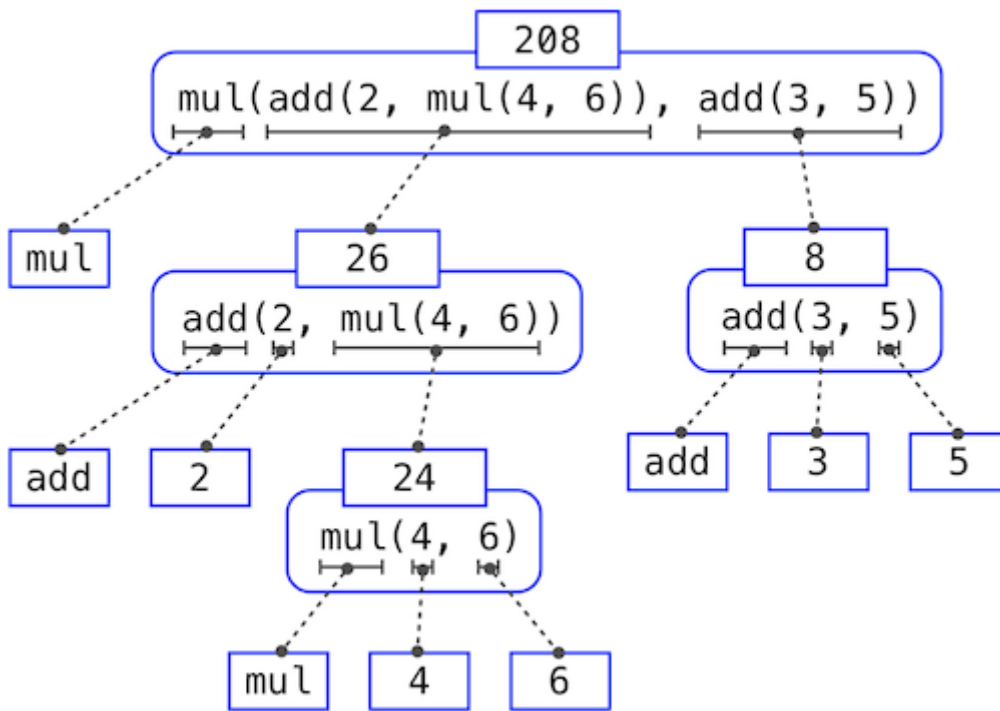 208
mul(add(2, mul(4, 6)), add(3, 5))
mul
26
8
add(2, mul(4, 6))
add(3, 5)
add
2
24
add
3
5
mul(4, 6)
mul
4
6